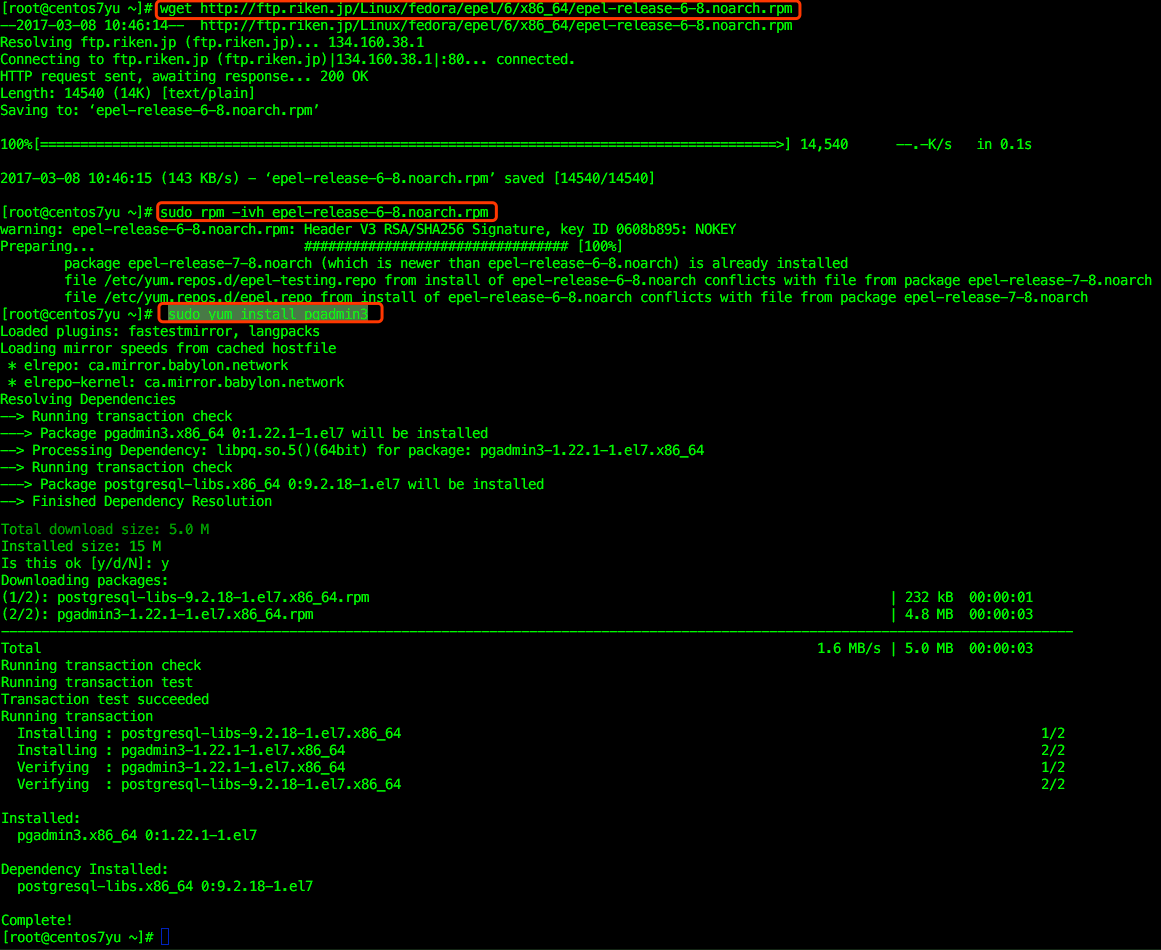 [root@centos7yu ~]# wget http://ftp.riken.jp/Linux/fedora/epel/6/x86_64/epel-release-6-8.noarch.rpm
--2017-03-08 10:46:14--  http://ftp.riken.jp/Linux/fedora/epel/6/x86_64/epel-release-6-8.noarch.rpm
Resolving ftp.riken.jp (ftp.riken.jp)... 134.160.38.1
Connecting to ftp.riken.jp (ftp.riken.jp)|134.160.38.1|:80... connected.
HTTP request sent, awaiting response... 200 OK
Length: 14540 (14K) [text/plain]
Saving to: ‘epel-release-6-8.noarch.rpm’
100%[============================================================================================>] 14,540      --.-K/s   in 0.1s
2017-03-08 10:46:15 (143 KB/s) - ‘epel-release-6-8.noarch.rpm’ saved [14540/14540]
[root@centos7yu ~]# sudo rpm -ivh epel-release-6-8.noarch.rpm
warning: epel-release-6-8.noarch.rpm: Header V3 RSA/SHA256 Signature, key ID 0608b895: NOKEY
Preparing...                          ################################# [100%]
        package epel-release-7-8.noarch (which is newer than epel-release-6-8.noarch) is already installed
        file /etc/yum.repos.d/epel-testing.repo from install of epel-release-6-8.noarch conflicts with file from package epel-release-7-8.noarch
        file /etc/yum.repos.d/epel.repo from install of epel-release-6-8.noarch conflicts with file from package epel-release-7-8.noarch
[root@centos7yu ~]#  sudo yum install pgadmin3
Loaded plugins: fastestmirror, langpacks
Loading mirror speeds from cached hostfile
 * elrepo: ca.mirror.babylon.network
 * elrepo-kernel: ca.mirror.babylon.network
Resolving Dependencies
--> Running transaction check
---> Package pgadmin3.x86_64 0:1.22.1-1.el7 will be installed
--> Processing Dependency: libpq.so.5()(64bit) for package: pgadmin3-1.22.1-1.el7.x86_64
--> Running transaction check
---> Package postgresql-libs.x86_64 0:9.2.18-1.el7 will be installed
--> Finished Dependency Resolution
Total download size: 5.0 M
Installed size: 15 M
Is this ok [y/d/N]: y
Downloading packages:
(1/2): postgresql-libs-9.2.18-1.el7.x86_64.rpm                                                                 | 232 kB  00:00:01
(2/2): pgadmin3-1.22.1-1.el7.x86_64.rpm                                                                        | 4.8 MB  00:00:03
--------------------------------------------------------------------------------------------------------------------------------------
Total                                                                                                 1.6 MB/s | 5.0 MB  00:00:03
Running transaction check
Running transaction test
Transaction test succeeded
Running transaction
  Installing : postgresql-libs-9.2.18-1.el7.x86_64                                                                                1/2
  Installing : pgadmin3-1.22.1-1.el7.x86_64                                                                                       2/2
  Verifying  : pgadmin3-1.22.1-1.el7.x86_64                                                                                       1/2
  Verifying  : postgresql-libs-9.2.18-1.el7.x86_64                                                                                2/2
Installed:
  pgadmin3.x86_64 0:1.22.1-1.el7
Dependency Installed:
  postgresql-libs.x86_64 0:9.2.18-1.el7
Complete!
[root@centos7yu ~]#